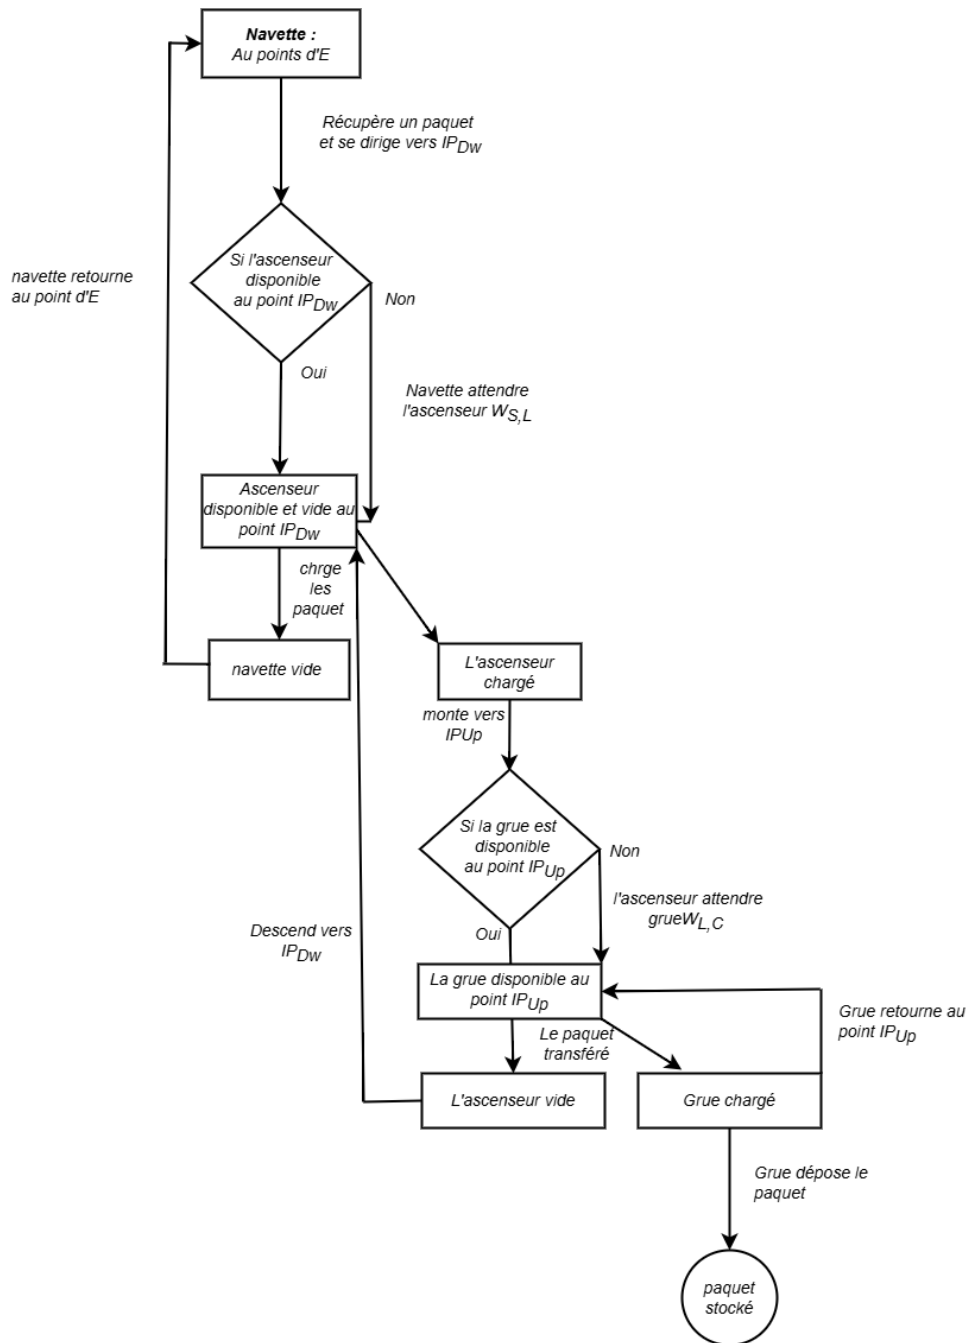 Navette :
Au points d'E
Récupère un paquet
et se dirige vers IPDw
Si l'ascenseur
disponible
au point IPDw
navette retourne
au point d'E
Non
Oui
Navette attendre
l'ascenseur WS,L
Ascenseur
disponible et vide au
point IPDw
chrge
les
paquet
navette vide
L'ascenseur
chargé
monte vers
IPUp
Si la grue est
disponible
au point IPUp
Non
l'ascenseur attendre
grueWL,C
Oui
Descend vers
IPDw
La grue disponible au
point IPUp
Grue retourne au
point IPUp
Le paquet
transféré
L'ascenseur vide
Grue chargé
Grue dépose le
paquet
paquet
stocké